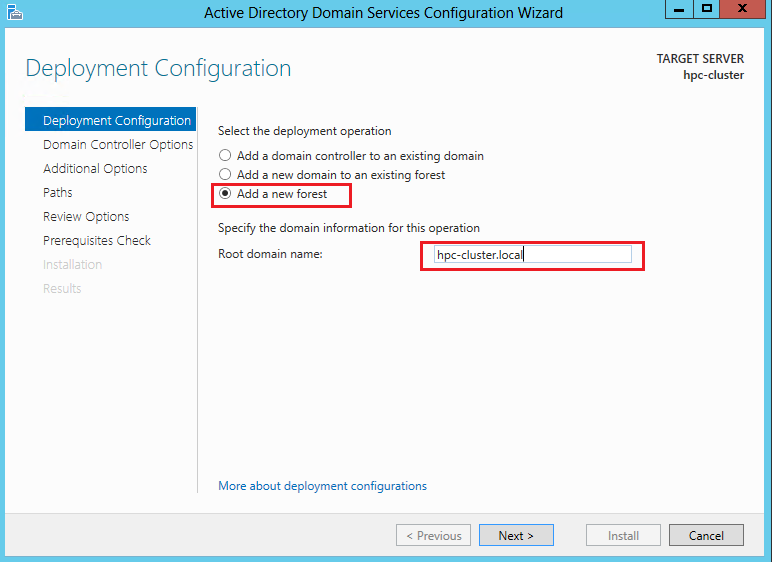 Active Directory Domain Services Configuration Wizard
Deployment Configuration
TARGET SERVER
hpc-cluster
Deployment Configuration
Domain Controller Options
Additional Options
Paths
Review Options
Prerequisites Check
Installation
Results
Select the deployment operation
Add a domain controller to an existing domain
Add a new domain to an existing forest
Add a new forest
Specify the domain information for this operation
Root domain name:
hpc-cluster.local
More about deployment configurations
< Previous
Next >
Install
Cancel